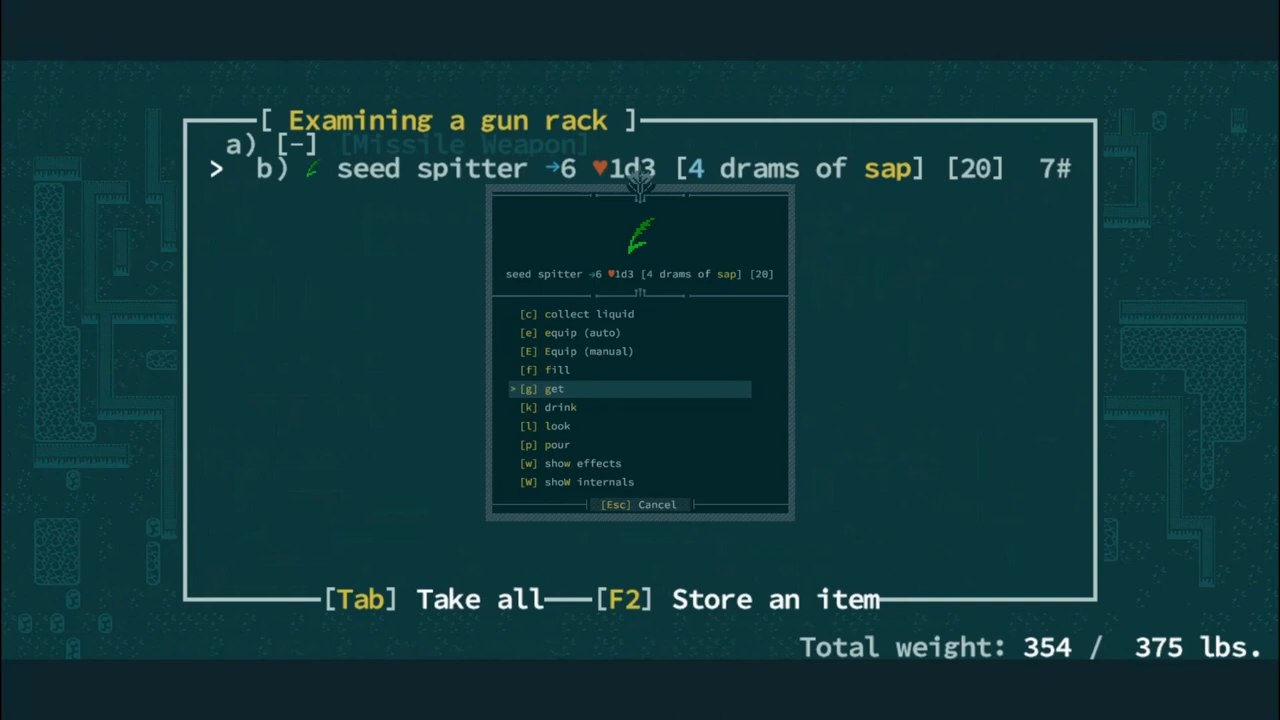 [ Examining a gun rack ]
a) [-] [Missile Weapon]
> b) seed spitter →6 ♥1d3 [4 drams of sap] [20] 7#
seed spitter →6 ♥1d3 [4 drams of sap] [20]
[c] collect liquid
[e] equip (auto)
[E] Equip (manual)
[f] fill
> [g] get
[k] drink
[l] look
[p] pour
[w] show effects
[W] shoW internals
[Esc] Cancel
[Tab] Take all [F2] Store an item
Total weight: 354 / 375 lbs.